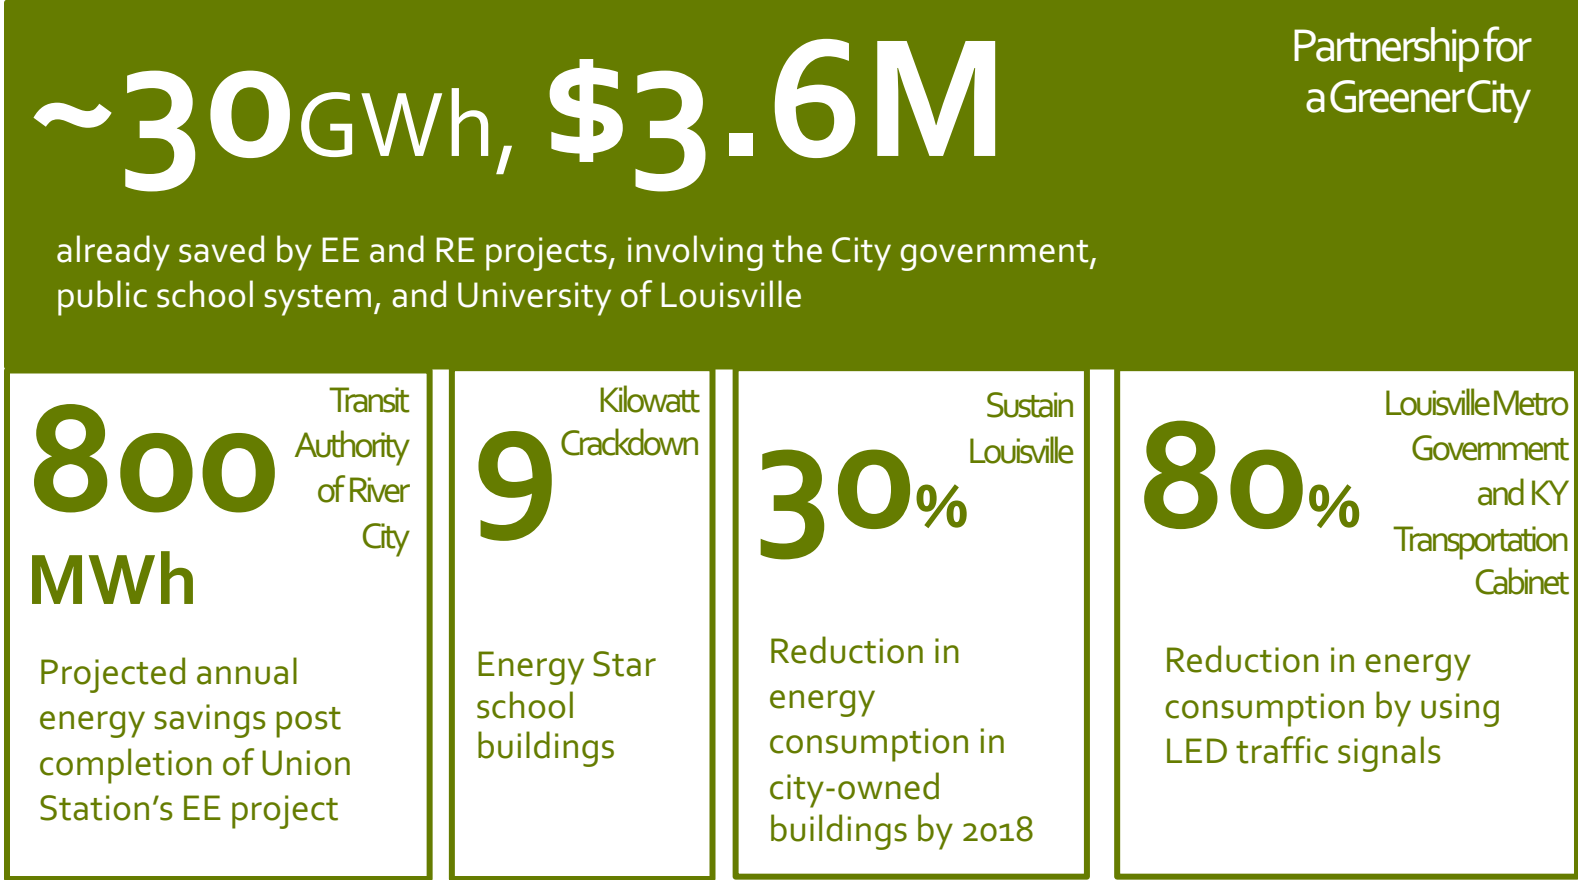 ~30GWh, $3.6M
Partnership for
a Greener City
already saved by EE and RE projects, involving the City government,
public school system, and University of Louisville
800
MWh
Transit
Authority
of River
City
Projected annual
energy savings post
completion of Union
Station’s EE project
9
Kilowatt
Crackdown
Energy Star
school
buildings
30%
Sustain
Louisville
Reduction in
energy
consumption in
city-owned
buildings by 2018
80%
Louisville Metro
Government
and KY
Transportation
Cabinet
Reduction in energy
consumption by using
LED traffic signals